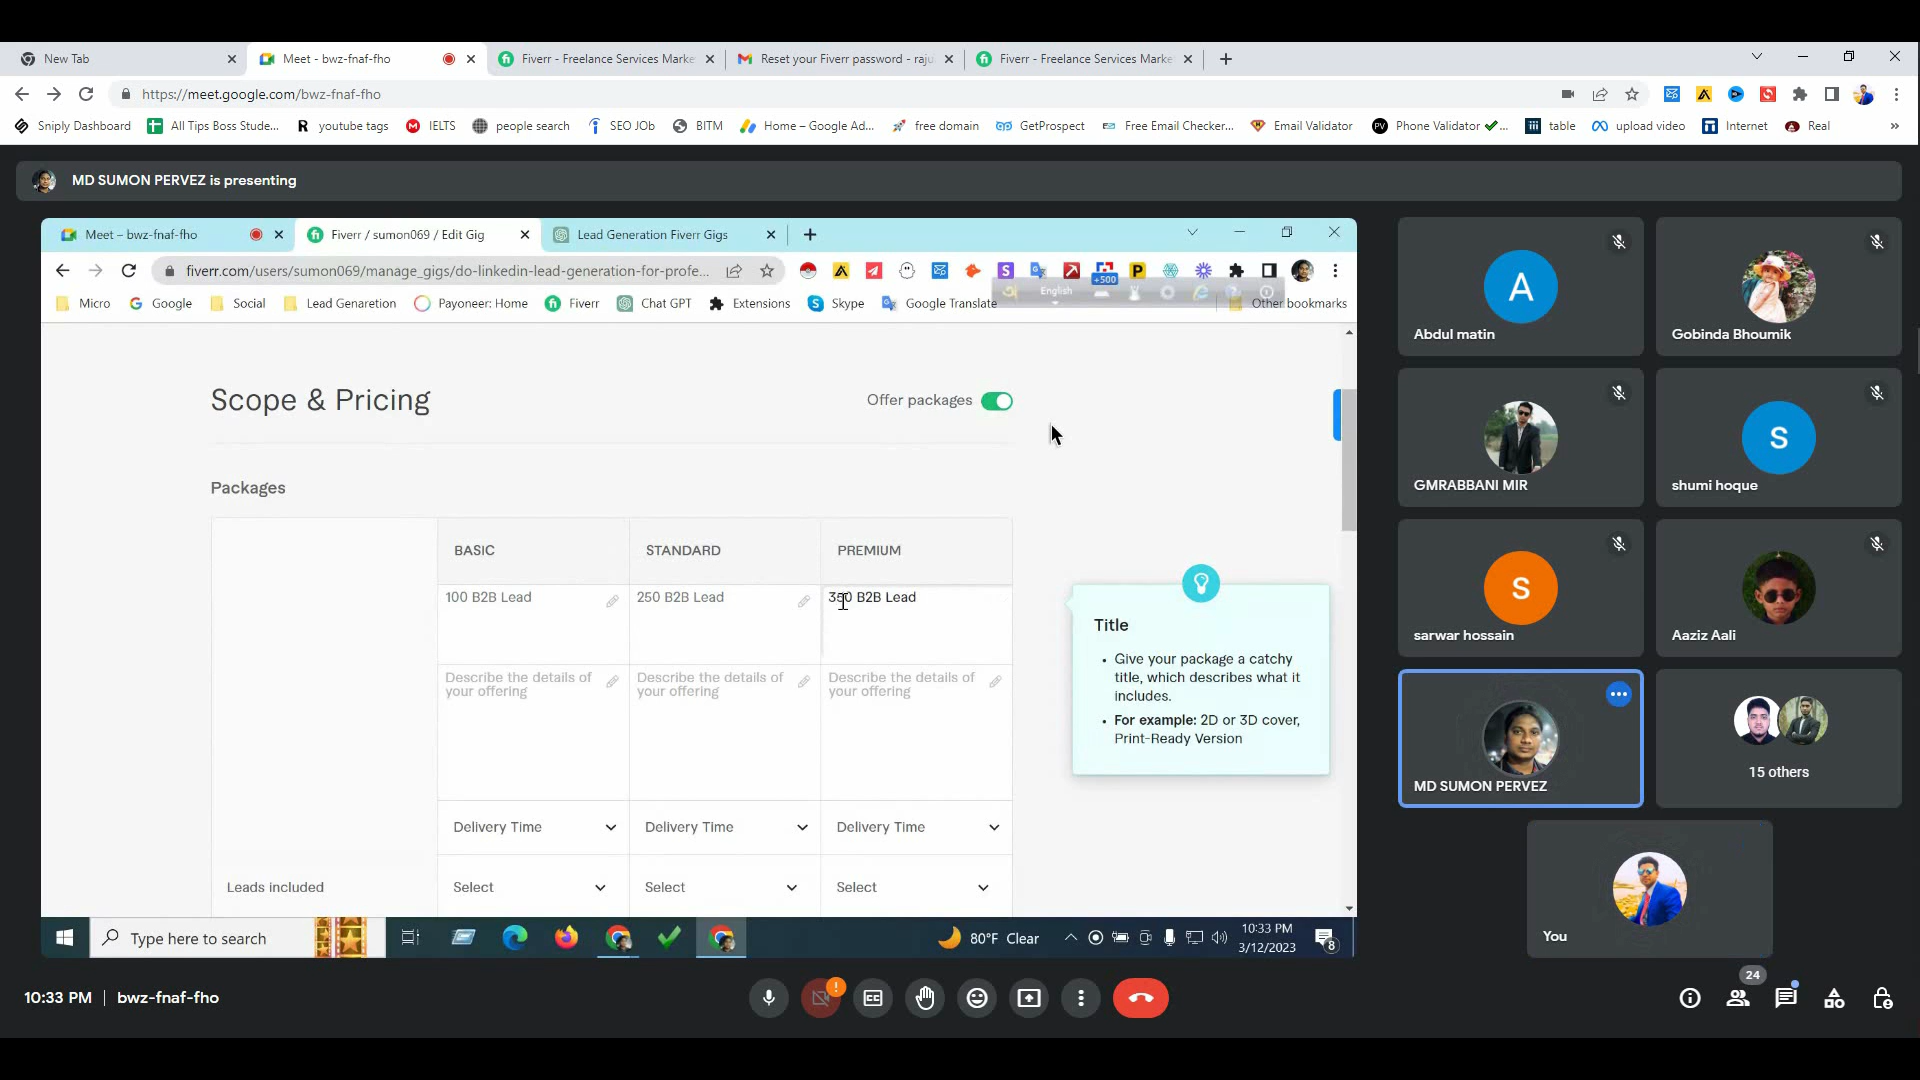 New Tab
Meet - bwz-fnaf-fho
Fiverr - Freelance Services Marke
Reset your Fiverr password - raju
Fiverr - Freelance Services Marke
https://meet.google.com/bwz-fnaf-fho
Sniply Dashboard
All Tips Boss Stude...
youtube tags
IELTS
people search
SEO JOb
BITM
Home – Google Ad...
free domain
GetProspect
Free Email Checker...
Email Validator
Phone Validator ✔...
table
upload video
Internet
Real
»
MD SUMON PERVEZ is presenting
Meet – bwz-fnaf-fho
Fiverr / sumon069 / Edit Gig
Lead Generation Fiverr Gigs
fiverr.com/users/sumon069/manage_gigs/do-linkedin-lead-generation-for-profe...
+500
English
Micro
Google
Social
Lead Genaretion
Payoneer: Home
Fiverr
Chat GPT
Extensions
Skype
Google Translate
Other bookmarks
Scope & Pricing
Offer packages
Packages
BASIC
STANDARD
PREMIUM
100 B2B Lead
250 B2B Lead
350 B2B Lead
Describe the details of
your offering
Describe the details of
your offering
Describe the details of
your offering
Delivery Time
Delivery Time
Delivery Time
Leads included
Select
Select
Select
Title
• Give your package a catchy
title, which describes what it
includes.
• For example: 2D or 3D cover,
Print-Ready Version
Type here to search
80°F Clear
10:33 PM
3/12/2023
8
A
Abdul matin
Gobinda Bhoumik
GMRABBANI MIR
S
shumi hoque
S
sarwar hossain
Aaziz Aali
MD SUMON PERVEZ
15 others
You
10:33 PM
bwz-fnaf-fho
24